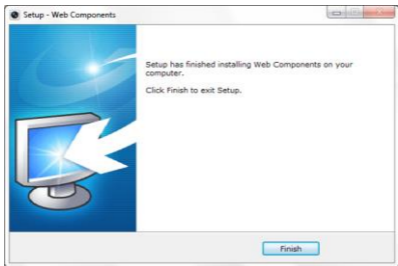 Setup - Web Components
Setup has finished installing Web Components on your
computer.
Click Finish to exit Setup.
Finish